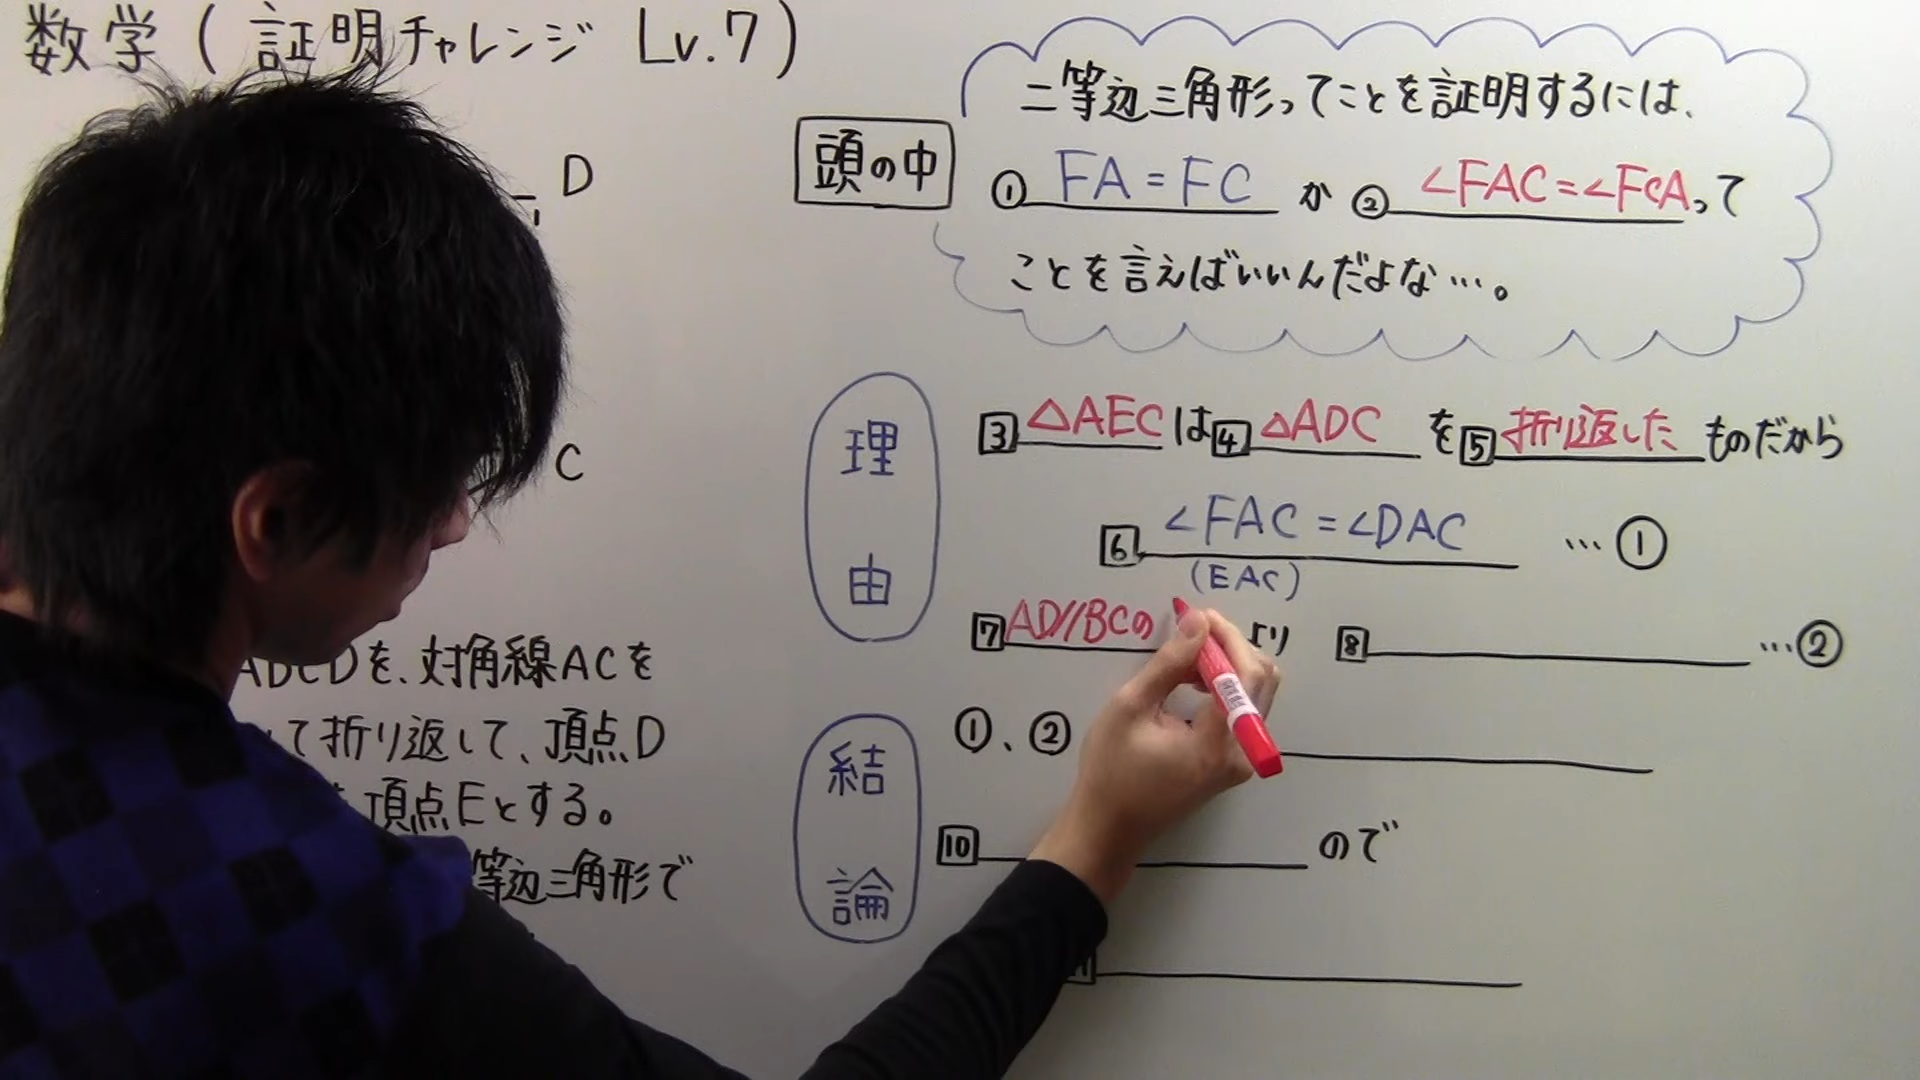 数学(証明チャレンジ Lv.7)
D
C
ABCDを、対角線ACを
て折り返して、頂点D
頂点Eとする。
等辺三角形で
頭の中
二等辺三角形ってことを証明するには、
① FA=FC か ② ∠FAC=∠FCA って
ことを言えばいいんだよな…。
理由
3 △AEC は 4 △ADC を 5 折り返した ものだから
6 ∠FAC=∠DAC …①
(EAC)
7 AD//BCの より 8 …②
結論
①、②
10 ので